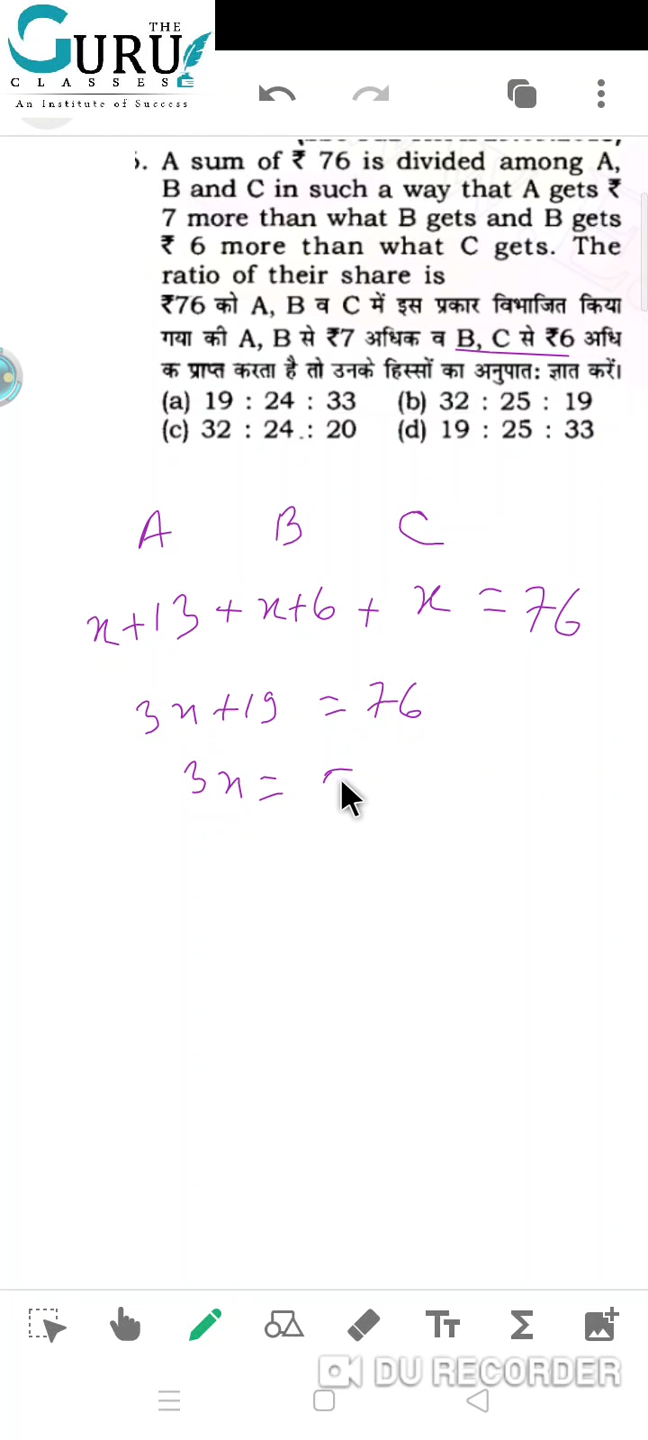 THE
GURU
CLASSES
An Institute of Success
5. A sum of ₹ 76 is divided among A,
B and C in such a way that A gets ₹
7 more than what B gets and B gets
₹ 6 more than what C gets. The
ratio of their share is
₹76 को A, B व C में इस प्रकार विभाजित किया
गया की A, B से ₹7 अधिक व B, C से ₹6 अधि
क प्राप्त करता है तो उनके हिस्सों का अनुपात: ज्ञात करें।
(a) 19 : 24 : 33 (b) 32 : 25 : 19
(c) 32 : 24 : 20 (d) 19 : 25 : 33
A B C
x+13 + x+6 + x = 76
3x+19 = 76
3x =
TT Σ
DU RECORDER